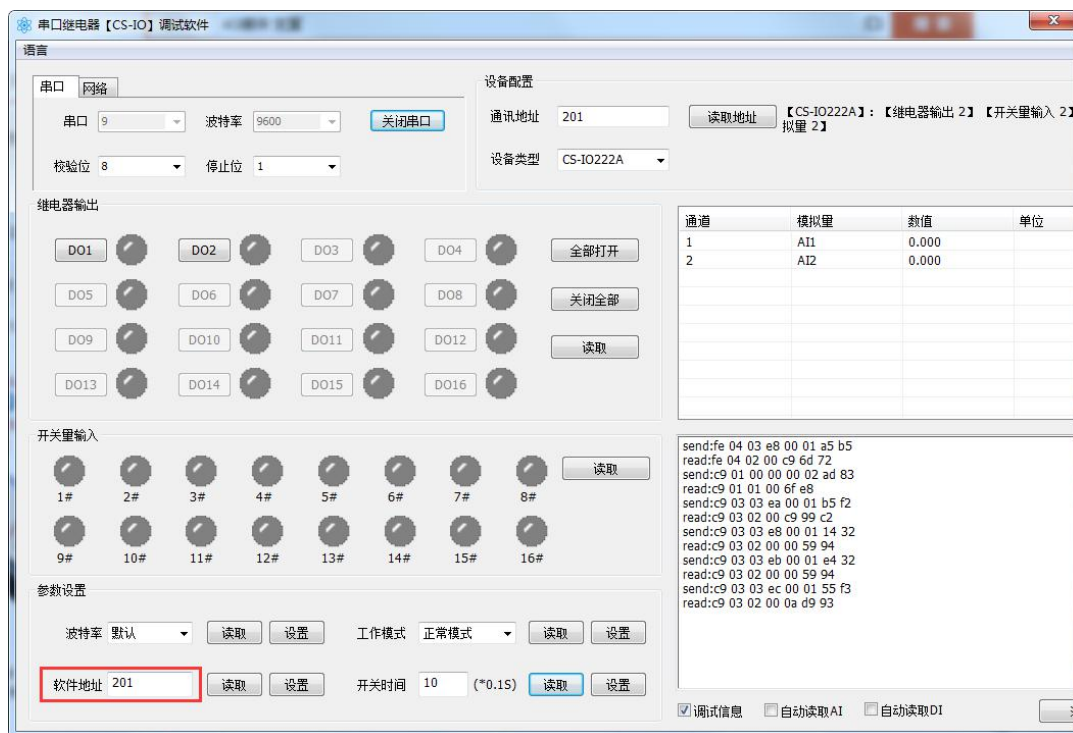 串口继电器【CS-IO】调试软件
语言
串口 网络
串口 9 波特率 9600 关闭串口
校验位 8 停止位 1
设备配置
通讯地址 201 读取地址 【CS-IO222A】:【继电器输出 2】【开关量输入 2】
拟量 2】
设备类型 CS-IO222A
继电器输出
DO1 DO2 DO3 DO4 全部打开
DO5 DO6 DO7 DO8 关闭全部
DO9 DO10 DO11 DO12 读取
DO13 DO14 DO15 DO16
通道 模拟量 数值 单位
1 AI1 0.000
2 AI2 0.000
开关量输入
读取
1# 2# 3# 4# 5# 6# 7# 8#
9# 10# 11# 12# 13# 14# 15# 16#
send:fe 04 03 e8 00 01 a5 b5
read:fe 04 02 00 c9 6d 72
send:c9 01 00 00 00 02 ad 83
read:c9 01 01 00 6f e8
send:c9 03 03 ea 00 01 b5 f2
read:c9 03 02 00 c9 99 c2
send:c9 03 03 e8 00 01 14 32
read:c9 03 02 00 00 59 94
send:c9 03 03 eb 00 01 e4 32
read:c9 03 02 00 00 59 94
send:c9 03 03 ec 00 01 55 f3
read:c9 03 02 00 0a d9 93
参数设置
波特率 默认 读取 设置 工作模式 正常模式 读取 设置
软件地址 201 读取 设置 开关时间 10 (*0.1S) 读取 设置
调试信息 自动读取AI 自动读取DI